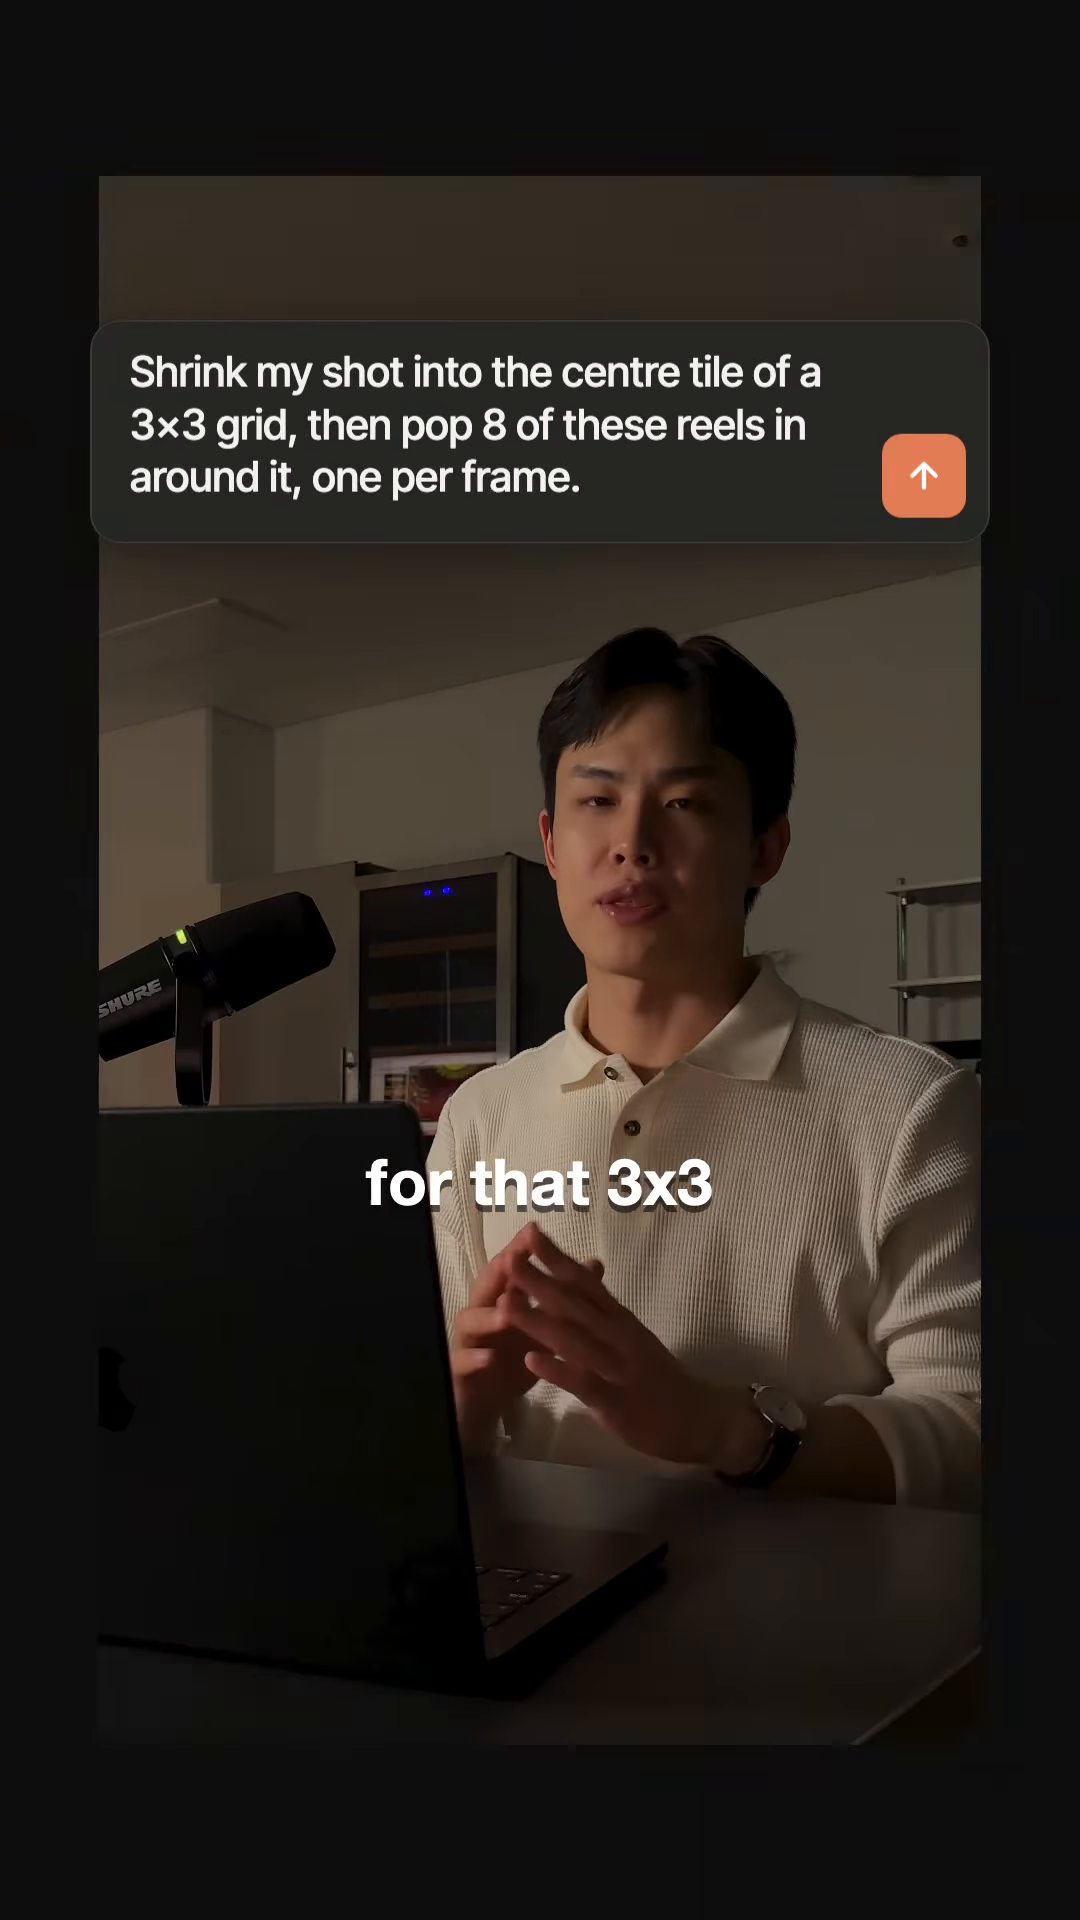 Shrink my shot into the centre tile of a
3×3 grid, then pop 8 of these reels in
around it, one per frame.
SHURE
for that 3x3